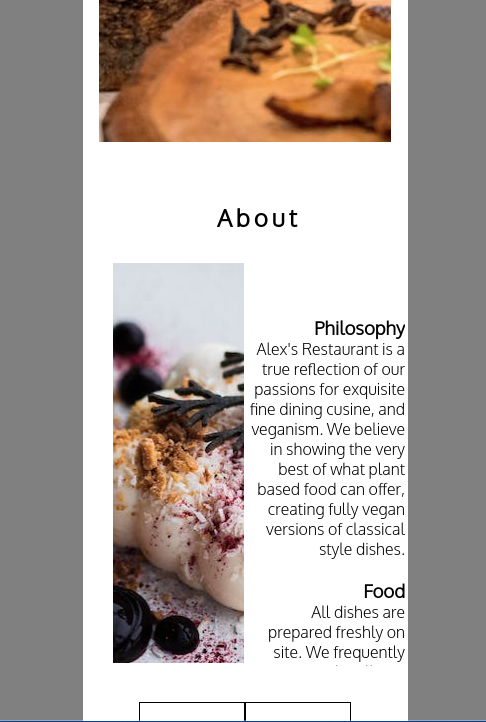 About
Philosophy
Alex's Restaurant is a
true reflection of our
passions for exquisite
fine dining cusine, and
veganism. We believe
in showing the very
best of what plant
based food can offer,
creating fully vegan
versions of classical
style dishes.
Food
All dishes are
prepared freshly on
site. We frequently